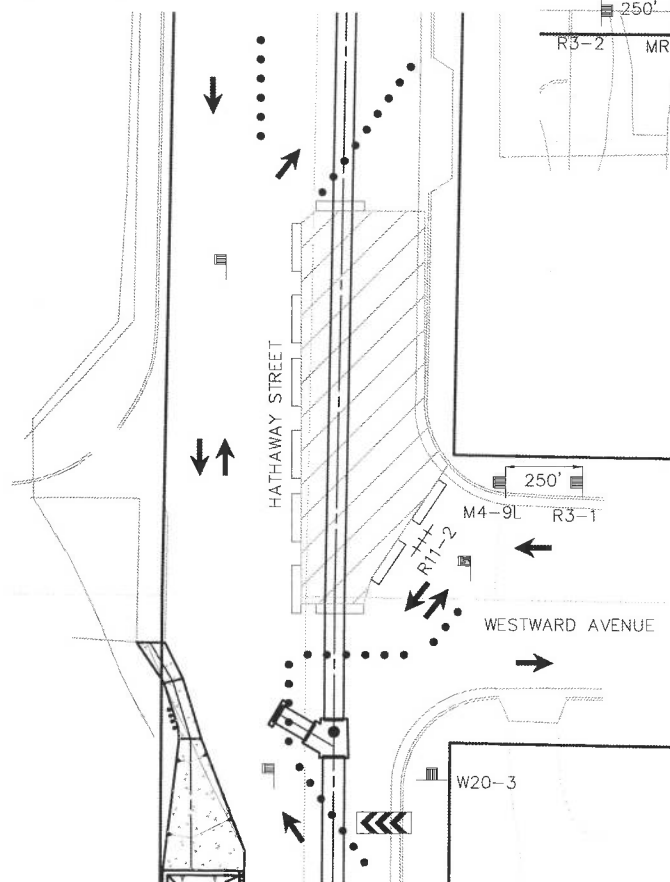 250'
R3-2 MR
HATHAWAY STREET
250'
M4-9L R3-1
R11-2
WESTWARD AVENUE
W20-3